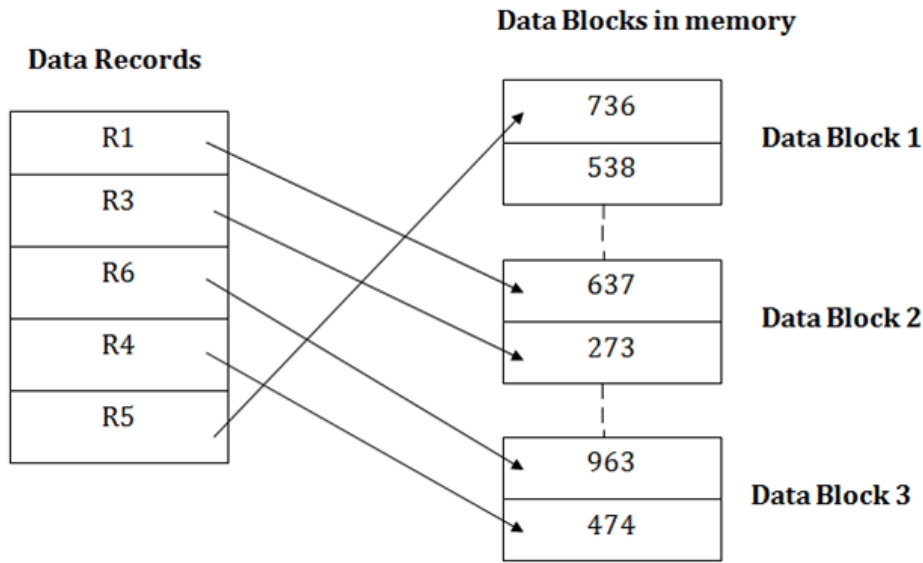 Data Blocks in memory
Data Records
R1
R3
R6
R4
R5
736
538
Data Block 1
637
273
Data Block 2
963
474
Data Block 3